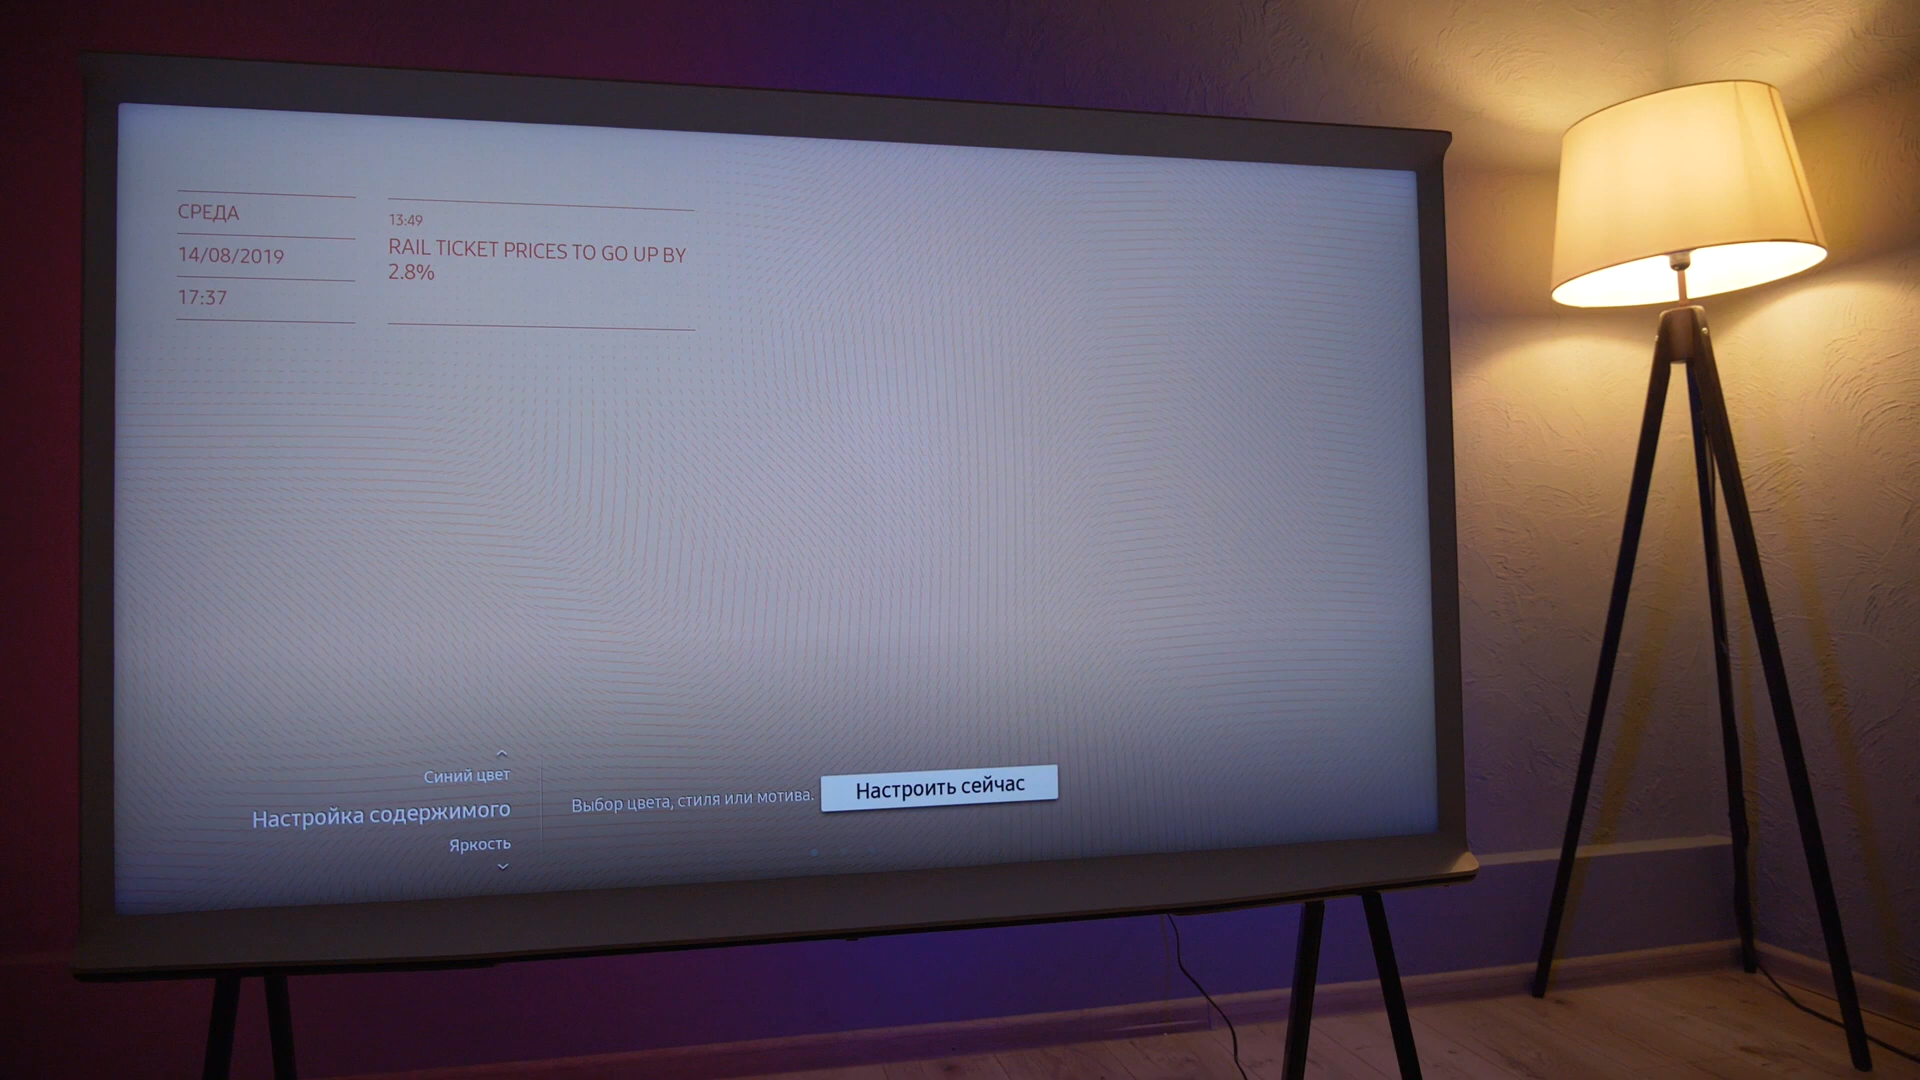 СРЕДА
14/08/2019
17:37
13:49
RAIL TICKET PRICES TO GO UP BY
2.8%
Синий цвет
Настройка содержимого
Яркость
Выбор цвета, стиля или мотива.
Настроить сейчас